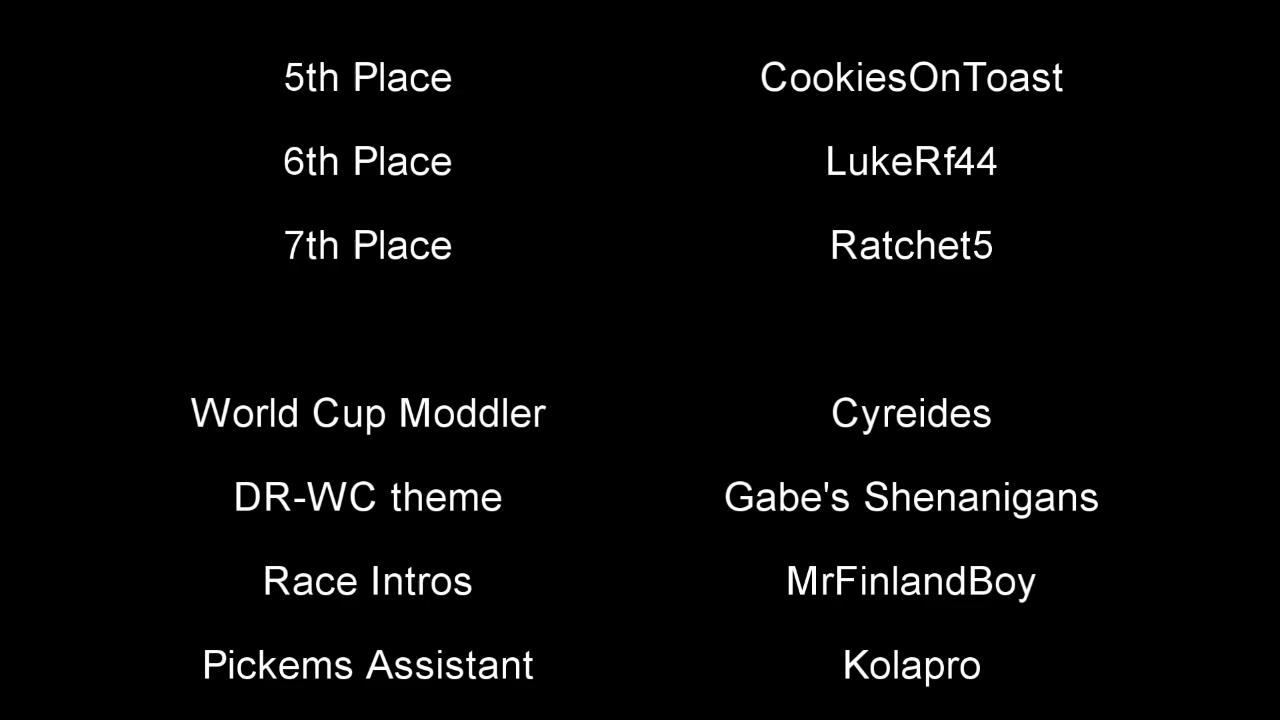 5th Place CookiesOnToast
6th Place LukeRf44
7th Place Ratchet5
World Cup Moddler Cyreides
DR-WC theme Gabe's Shenanigans
Race Intros MrFinlandBoy
Pickems Assistant Kolapro